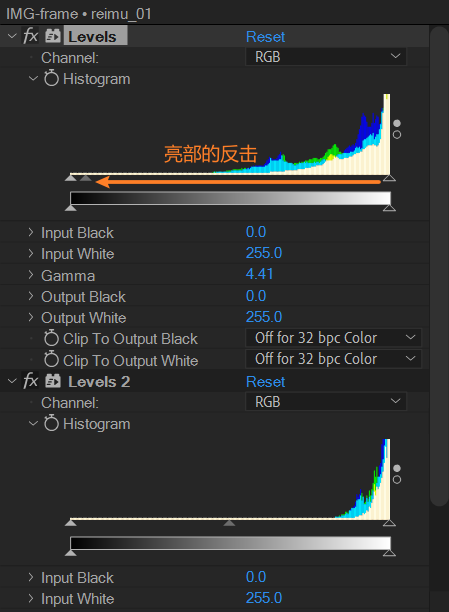 IMG-frame • reimu_01
fx Levels Reset
Channel: RGB
Histogram
亮部的反击
Input Black 0.0
Input White 255.0
Gamma 4.41
Output Black 0.0
Output White 255.0
Clip To Output Black Off for 32 bpc Color
Clip To Output White Off for 32 bpc Color
fx Levels 2 Reset
Channel: RGB
Histogram
Input Black 0.0
Input White 255.0